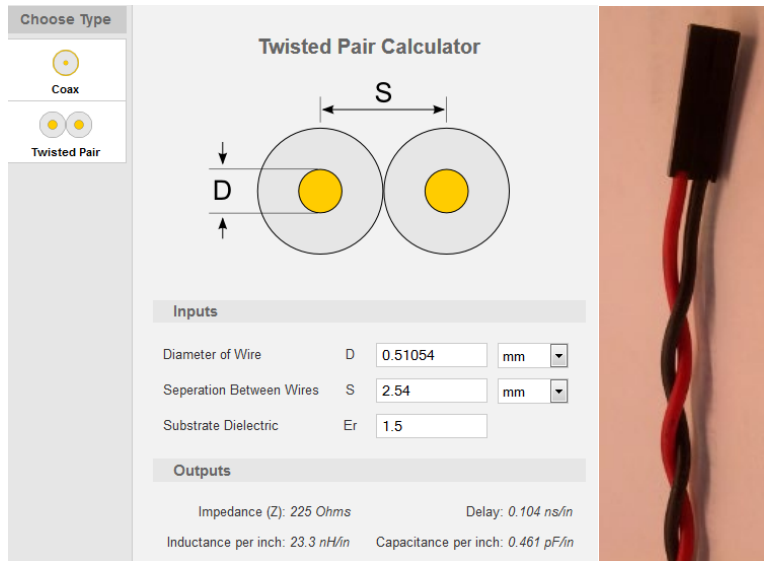 Choose Type
Coax
Twisted Pair
Twisted Pair Calculator
S
D
Inputs
Diameter of Wire D 0.51054 mm
Seperation Between Wires S 2.54 mm
Substrate Dielectric Er 1.5
Outputs
Impedance (Z): 225 Ohms Delay: 0.104 ns/in
Inductance per inch: 23.3 nH/in Capacitance per inch: 0.461 pF/in